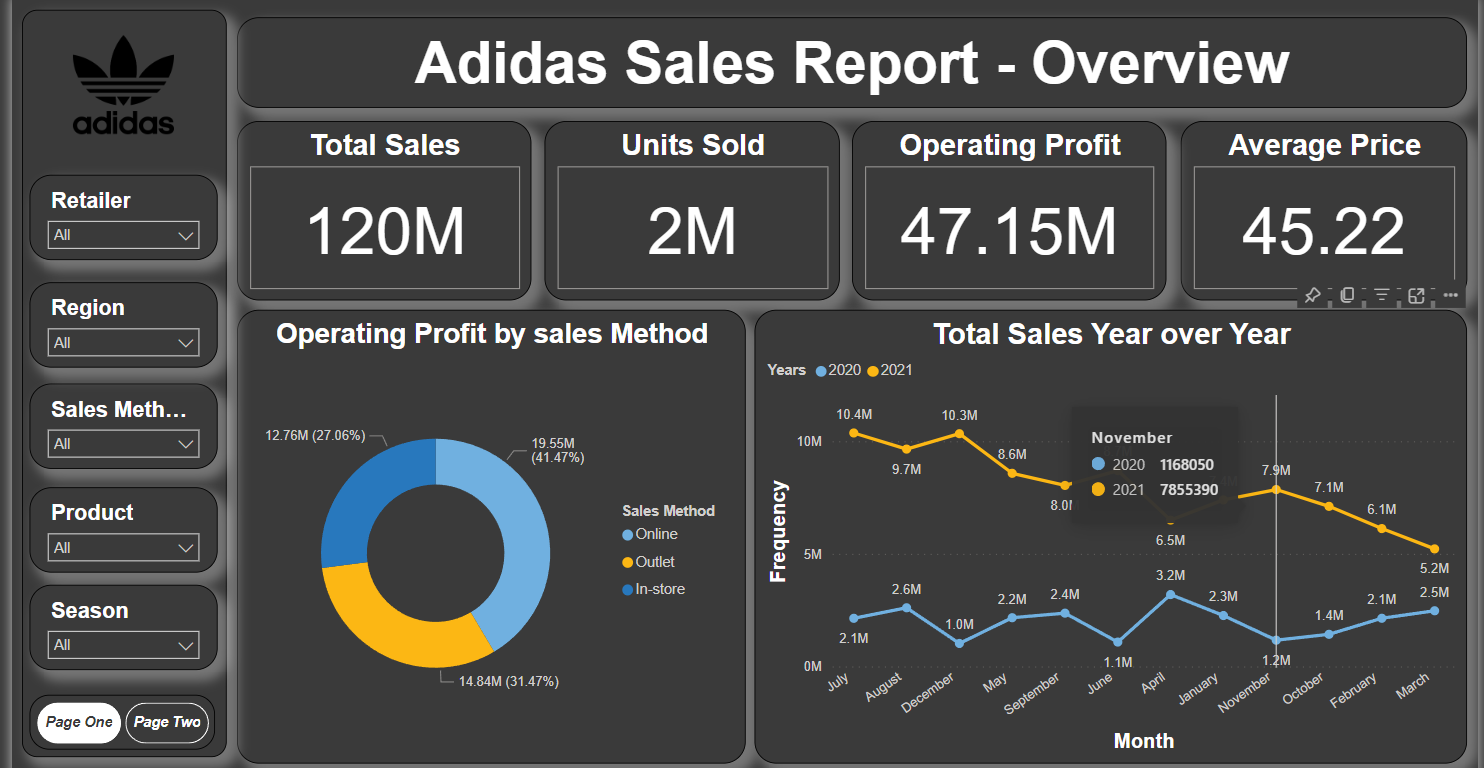 adidas
Adidas Sales Report - Overview
Retailer
All
Region
All
Sales Meth...
All
Product
All
Season
All
Page One
Page Two
Total Sales
120M
Units Sold
2M
Operating Profit
47.15M
Average Price
45.22
Operating Profit by sales Method
12.76M (27.06%)
19.55M
(41.47%)
14.84M (31.47%)
Sales Method
Online
Outlet
In-store
Total Sales Year over Year
Years 2020 2021
10M
5M
0M
Frequency
10.4M
9.7M
10.3M
8.6M
6.5M
7.9M
7.1M
6.1M
5.2M
November
2020 1168050
2021 7855390
2.1M
2.6M
1.0M
2.2M
2.4M
1.1M
3.2M
2.3M
1.2M
1.4M
2.1M
2.5M
July
August
December
May
September
June
April
January
November
October
February
March
Month